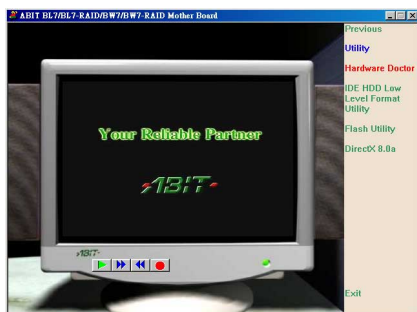 ABIT BL7/BL7-RAID/BW7/BW7-RAID Mother Board
Previous
Utility
Hardware Doctor
IDE HDD Low
Level Format
Utility
Flash Utility
DirectX 8.0a
Your Reliable Partner
ABIT
ABIT
Exit